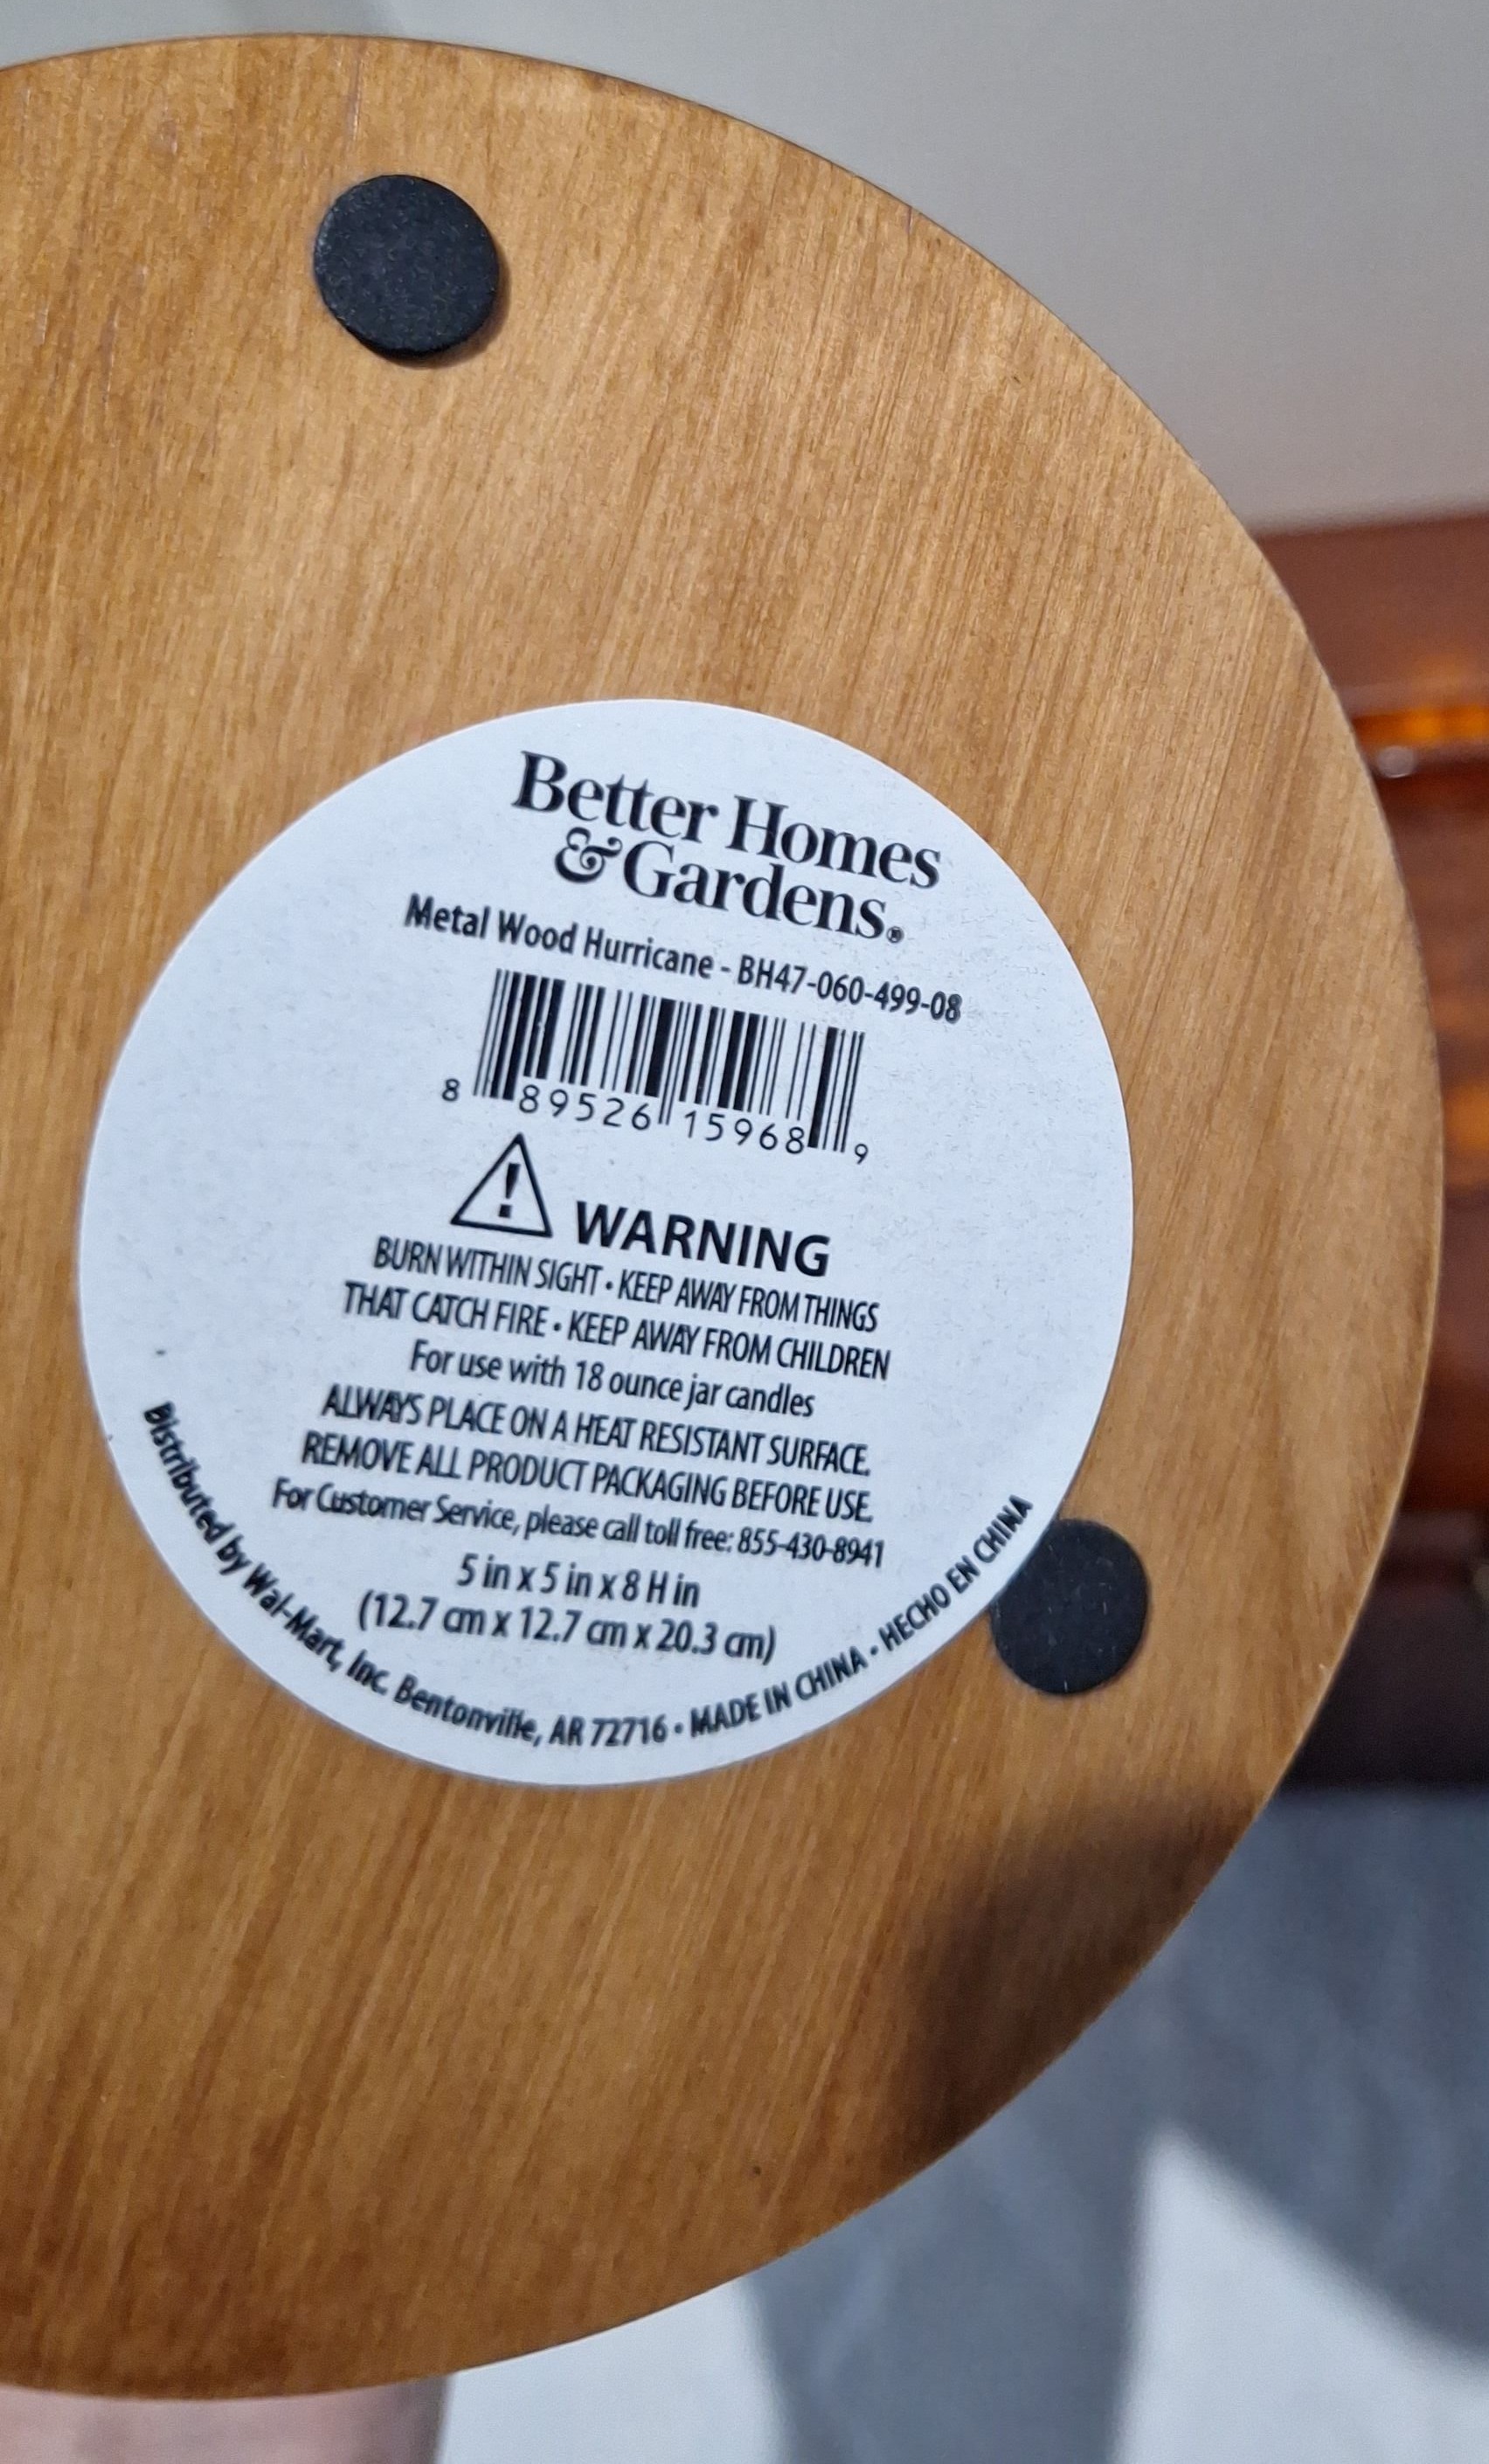 Better Homes
&Gardens®
Metal Wood Hurricane - BH47-060-499-08
8 89526 15968 9
WARNING
BURN WITHIN SIGHT • KEEP AWAY FROM THINGS
THAT CATCH FIRE • KEEP AWAY FROM CHILDREN
For use with 18 ounce jar candles
ALWAYS PLACE ON A HEAT RESISTANT SURFACE.
REMOVE ALL PRODUCT PACKAGING BEFORE USE.
For Customer Service, please call toll free: 855-430-8941
5 in x 5 in x 8 H in
(12.7 cm x 12.7 cm x 20.3 cm)
Distributed by Wal-Mart, Inc. Bentonville, AR 72716 • MADE IN CHINA • HECHO EN CHINA